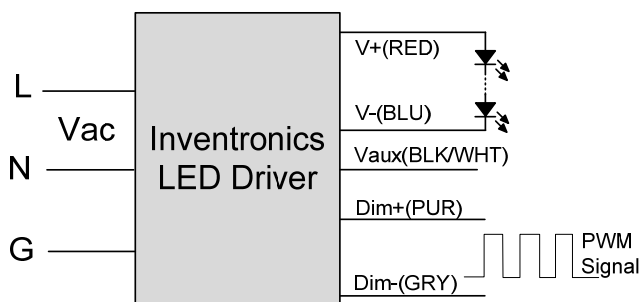 L
Vac
N
G
Inventronics
LED Driver
V+(RED)
V-(BLU)
Vaux(BLK/WHT)
Dim+(PUR)
Dim-(GRY)
PWM
Signal